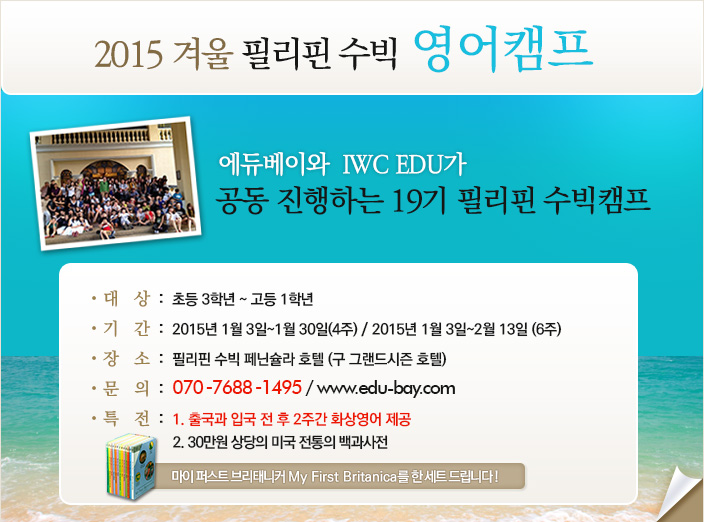 2015 겨울 필리핀 수빅 영어캠프
에듀베이와 IWC EDU가
공동 진행하는 19기 필리핀 수빅캠프
• 대 상 : 초등 3학년 ~ 고등 1학년
• 기 간 : 2015년 1월 3일~1월 30일(4주) / 2015년 1월 3일~2월 13일 (6주)
• 장 소 : 필리핀 수빅 페닌슐라 호텔 (구 그랜드시즌 호텔)
• 문 의 : 070-7688-1495 / www.edu-bay.com
• 특 전 : 1. 출국과 입국 전 후 2주간 화상영어 제공
2. 30만원 상당의 미국 전통의 백과사전
마이 퍼스트 브리태니커 My First Britanica를 한 세트 드립니다!